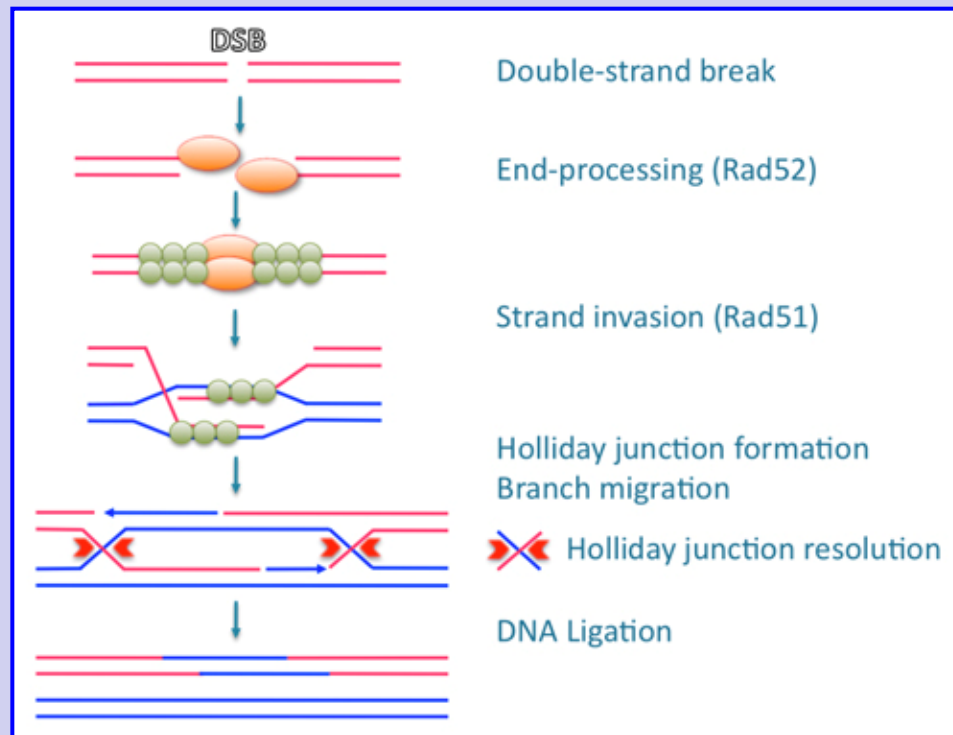 DSB
Double-strand break
End-processing (Rad52)
Strand invasion (Rad51)
Holliday junction formation
Branch migration
Holliday junction resolution
DNA Ligation